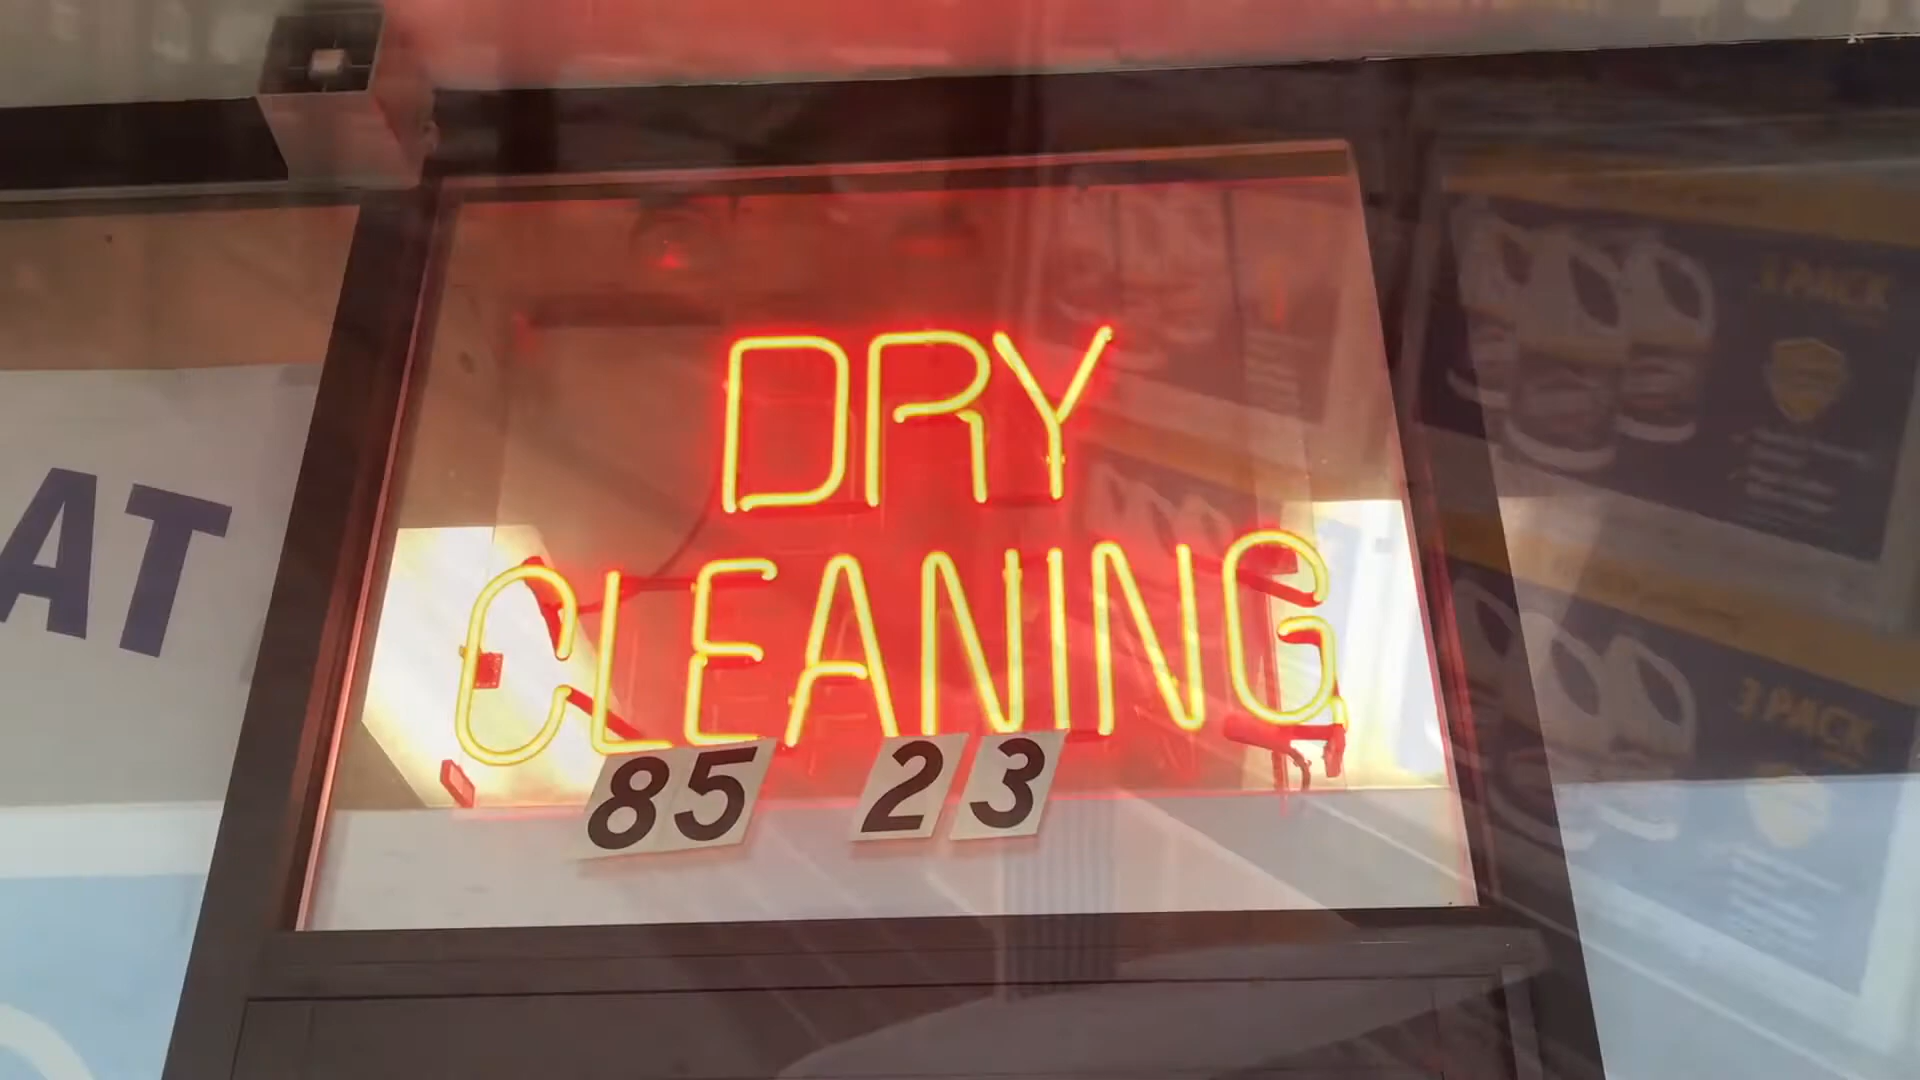 DRY
CLEANING
85 23
AT
3 PACK
3 PACK